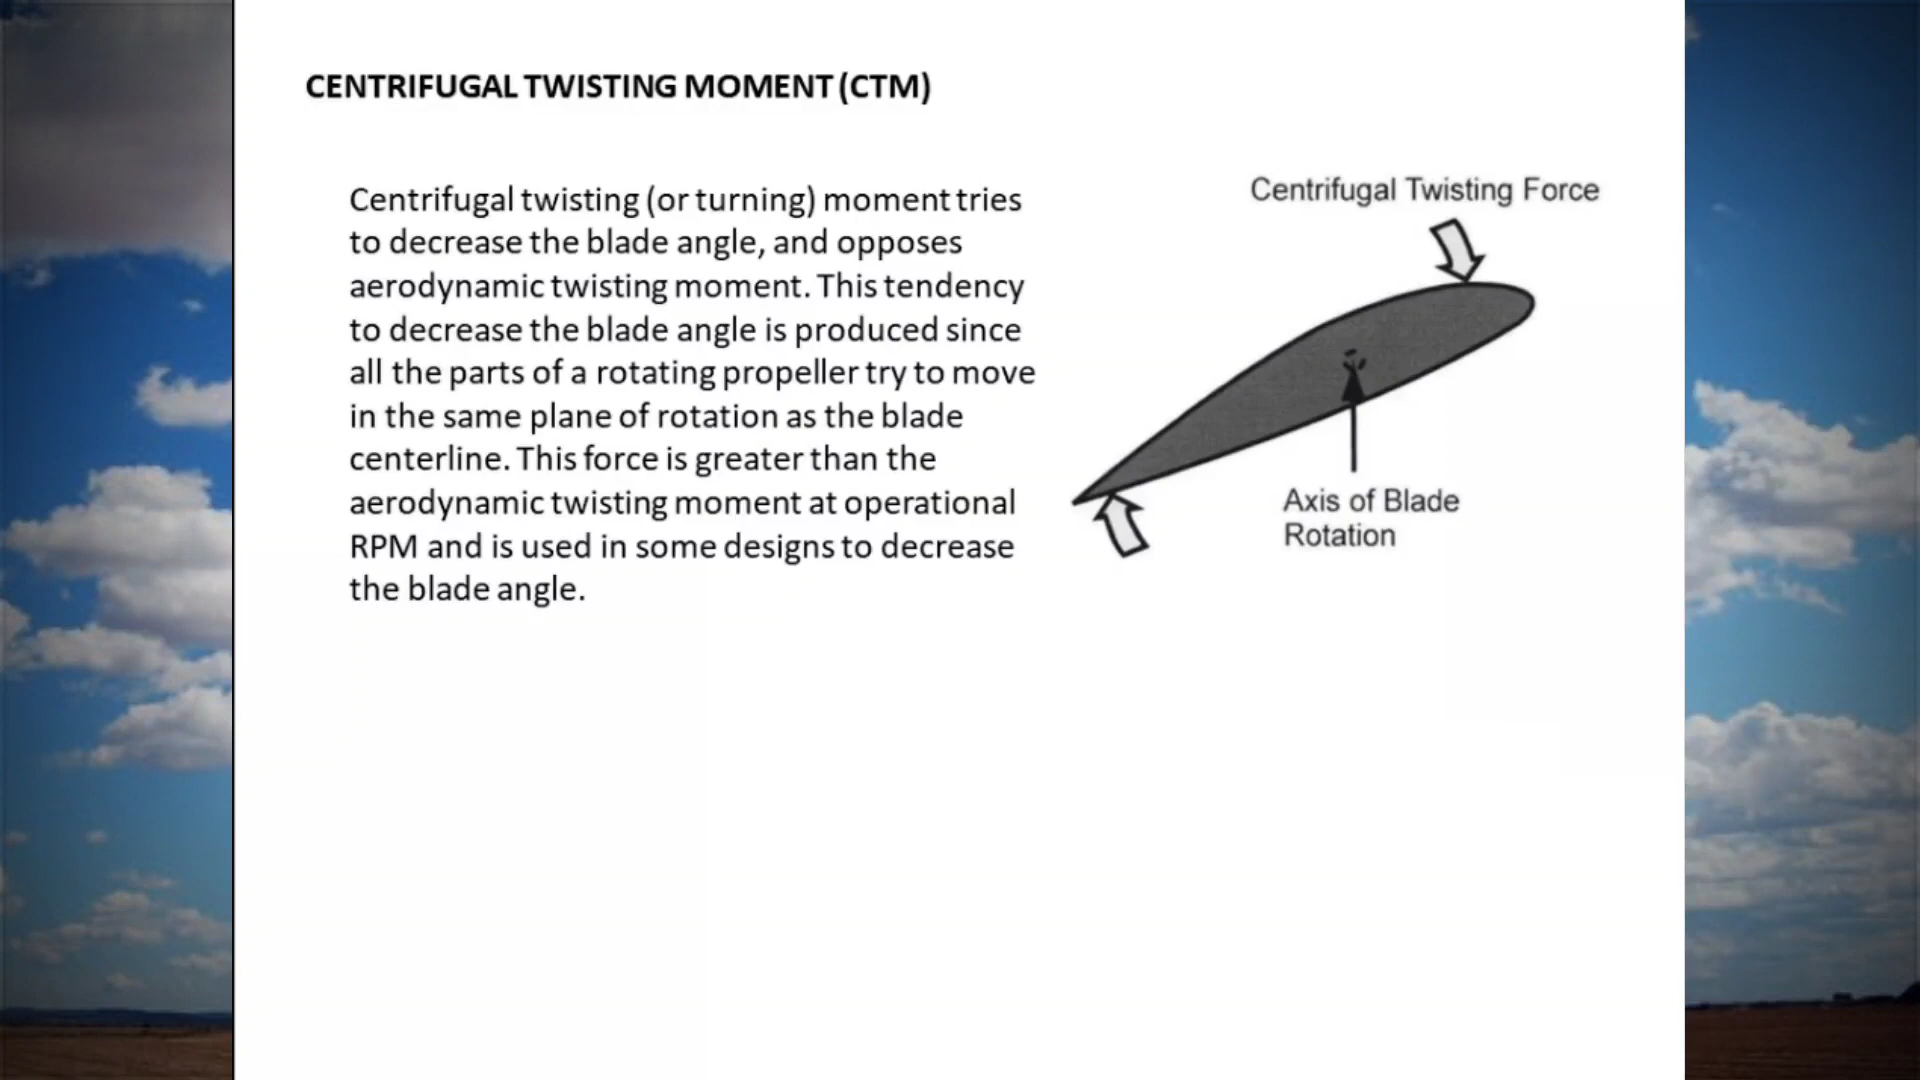 CENTRIFUGAL TWISTING MOMENT (CTM)
Centrifugal twisting (or turning) moment tries
to decrease the blade angle, and opposes
aerodynamic twisting moment. This tendency
to decrease the blade angle is produced since
all the parts of a rotating propeller try to move
in the same plane of rotation as the blade
centerline. This force is greater than the
aerodynamic twisting moment at operational
RPM and is used in some designs to decrease
the blade angle.
Centrifugal Twisting Force
Axis of Blade
Rotation